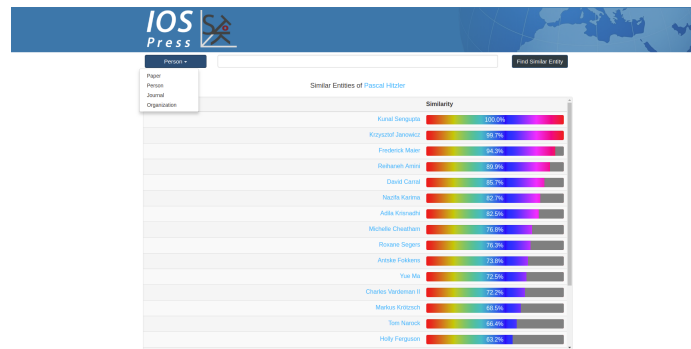 IOS
Press
Person
Find Similar Entity
Paper
Person
Journal
Organization
Similar Entities of Pascal Hitzler
Similarity
Kunal Sengupta 100.0%
Krzysztof Janowicz 99.7%
Frederick Maier 94.3%
Reihaneh Amini 89.9%
David Carral 85.7%
Nazifa Karima 82.7%
Adila Krisnadhi 82.5%
Michelle Cheatham 76.8%
Roxane Segers 76.3%
Antske Fokkens 73.8%
Yue Ma 72.5%
Charles Vardeman II 72.2%
Markus Krötzsch 68.5%
Tom Narock 66.4%
Holly Ferguson 63.2%